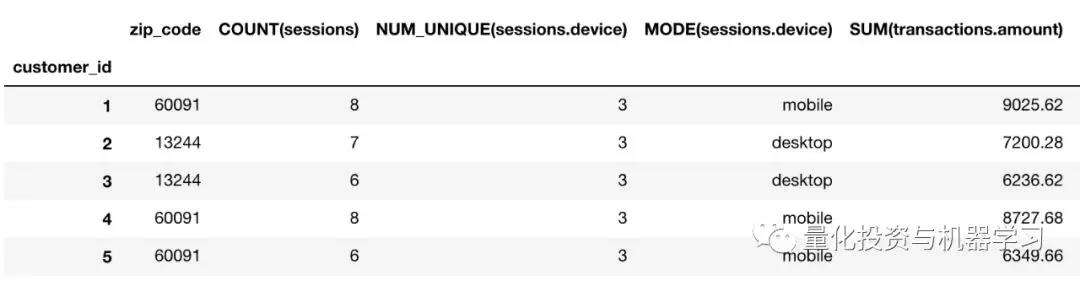 zip_code COUNT(sessions) NUM_UNIQUE(sessions.device) MODE(sessions.device) SUM(transactions.amount)
customer_id
1 60091 8 3 mobile 9025.62
2 13244 7 3 desktop 7200.28
3 13244 6 3 desktop 6236.62
4 60091 8 3 mobile 8727.68
量化投资与机器学习
5 60091 6 3 mobile 6349.66